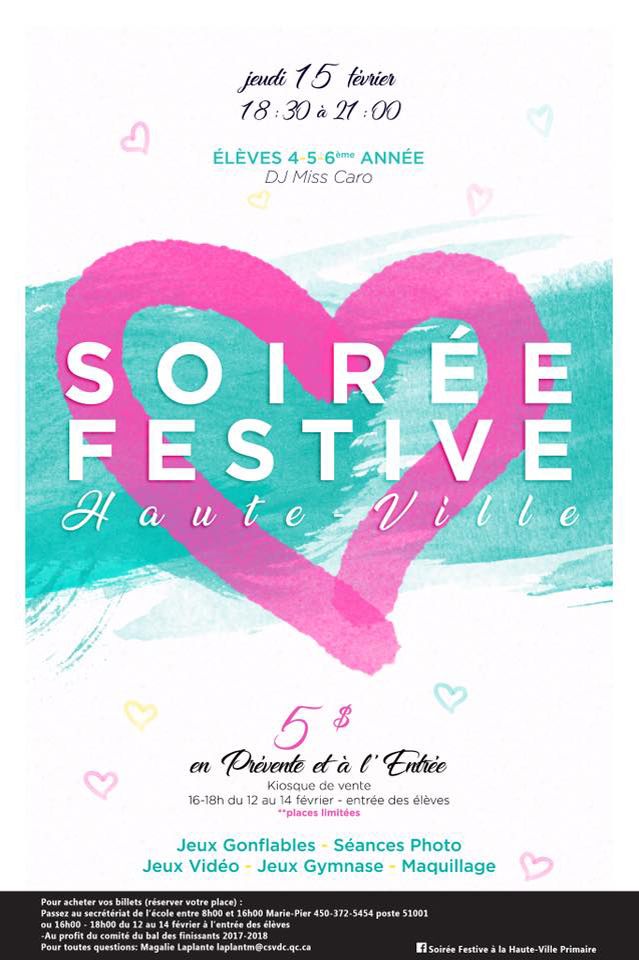 jeudi 15 février
18:30 à 21:00
ÉLÈVES 4-5-6ème ANNÉE
DJ Miss Caro
SOIRÉE
FESTIVE
Haute-Ville
5 $
en Prévente et à l'Entrée
Kiosque de vente
16-18h du 12 au 14 février - entrée des élèves
**places limitées
Jeux Gonflables - Séances Photo
Jeux Vidéo - Jeux Gymnase - Maquillage
Pour acheter vos billets (réserver votre place) :
Passez au secrétériat de l'école entre 8h00 et 16h00 Marie-Pier 450-372-5454 poste 51001
ou 16h00 - 18h00 du 12 au 14 février à l'entrée des élèves
-Au profit du comité du bal des finissants 2017-2018
Pour toutes questions: Magalie Laplante laplantm@csvdc.qc.ca
Soirée Festive à la Haute-Ville Primaire